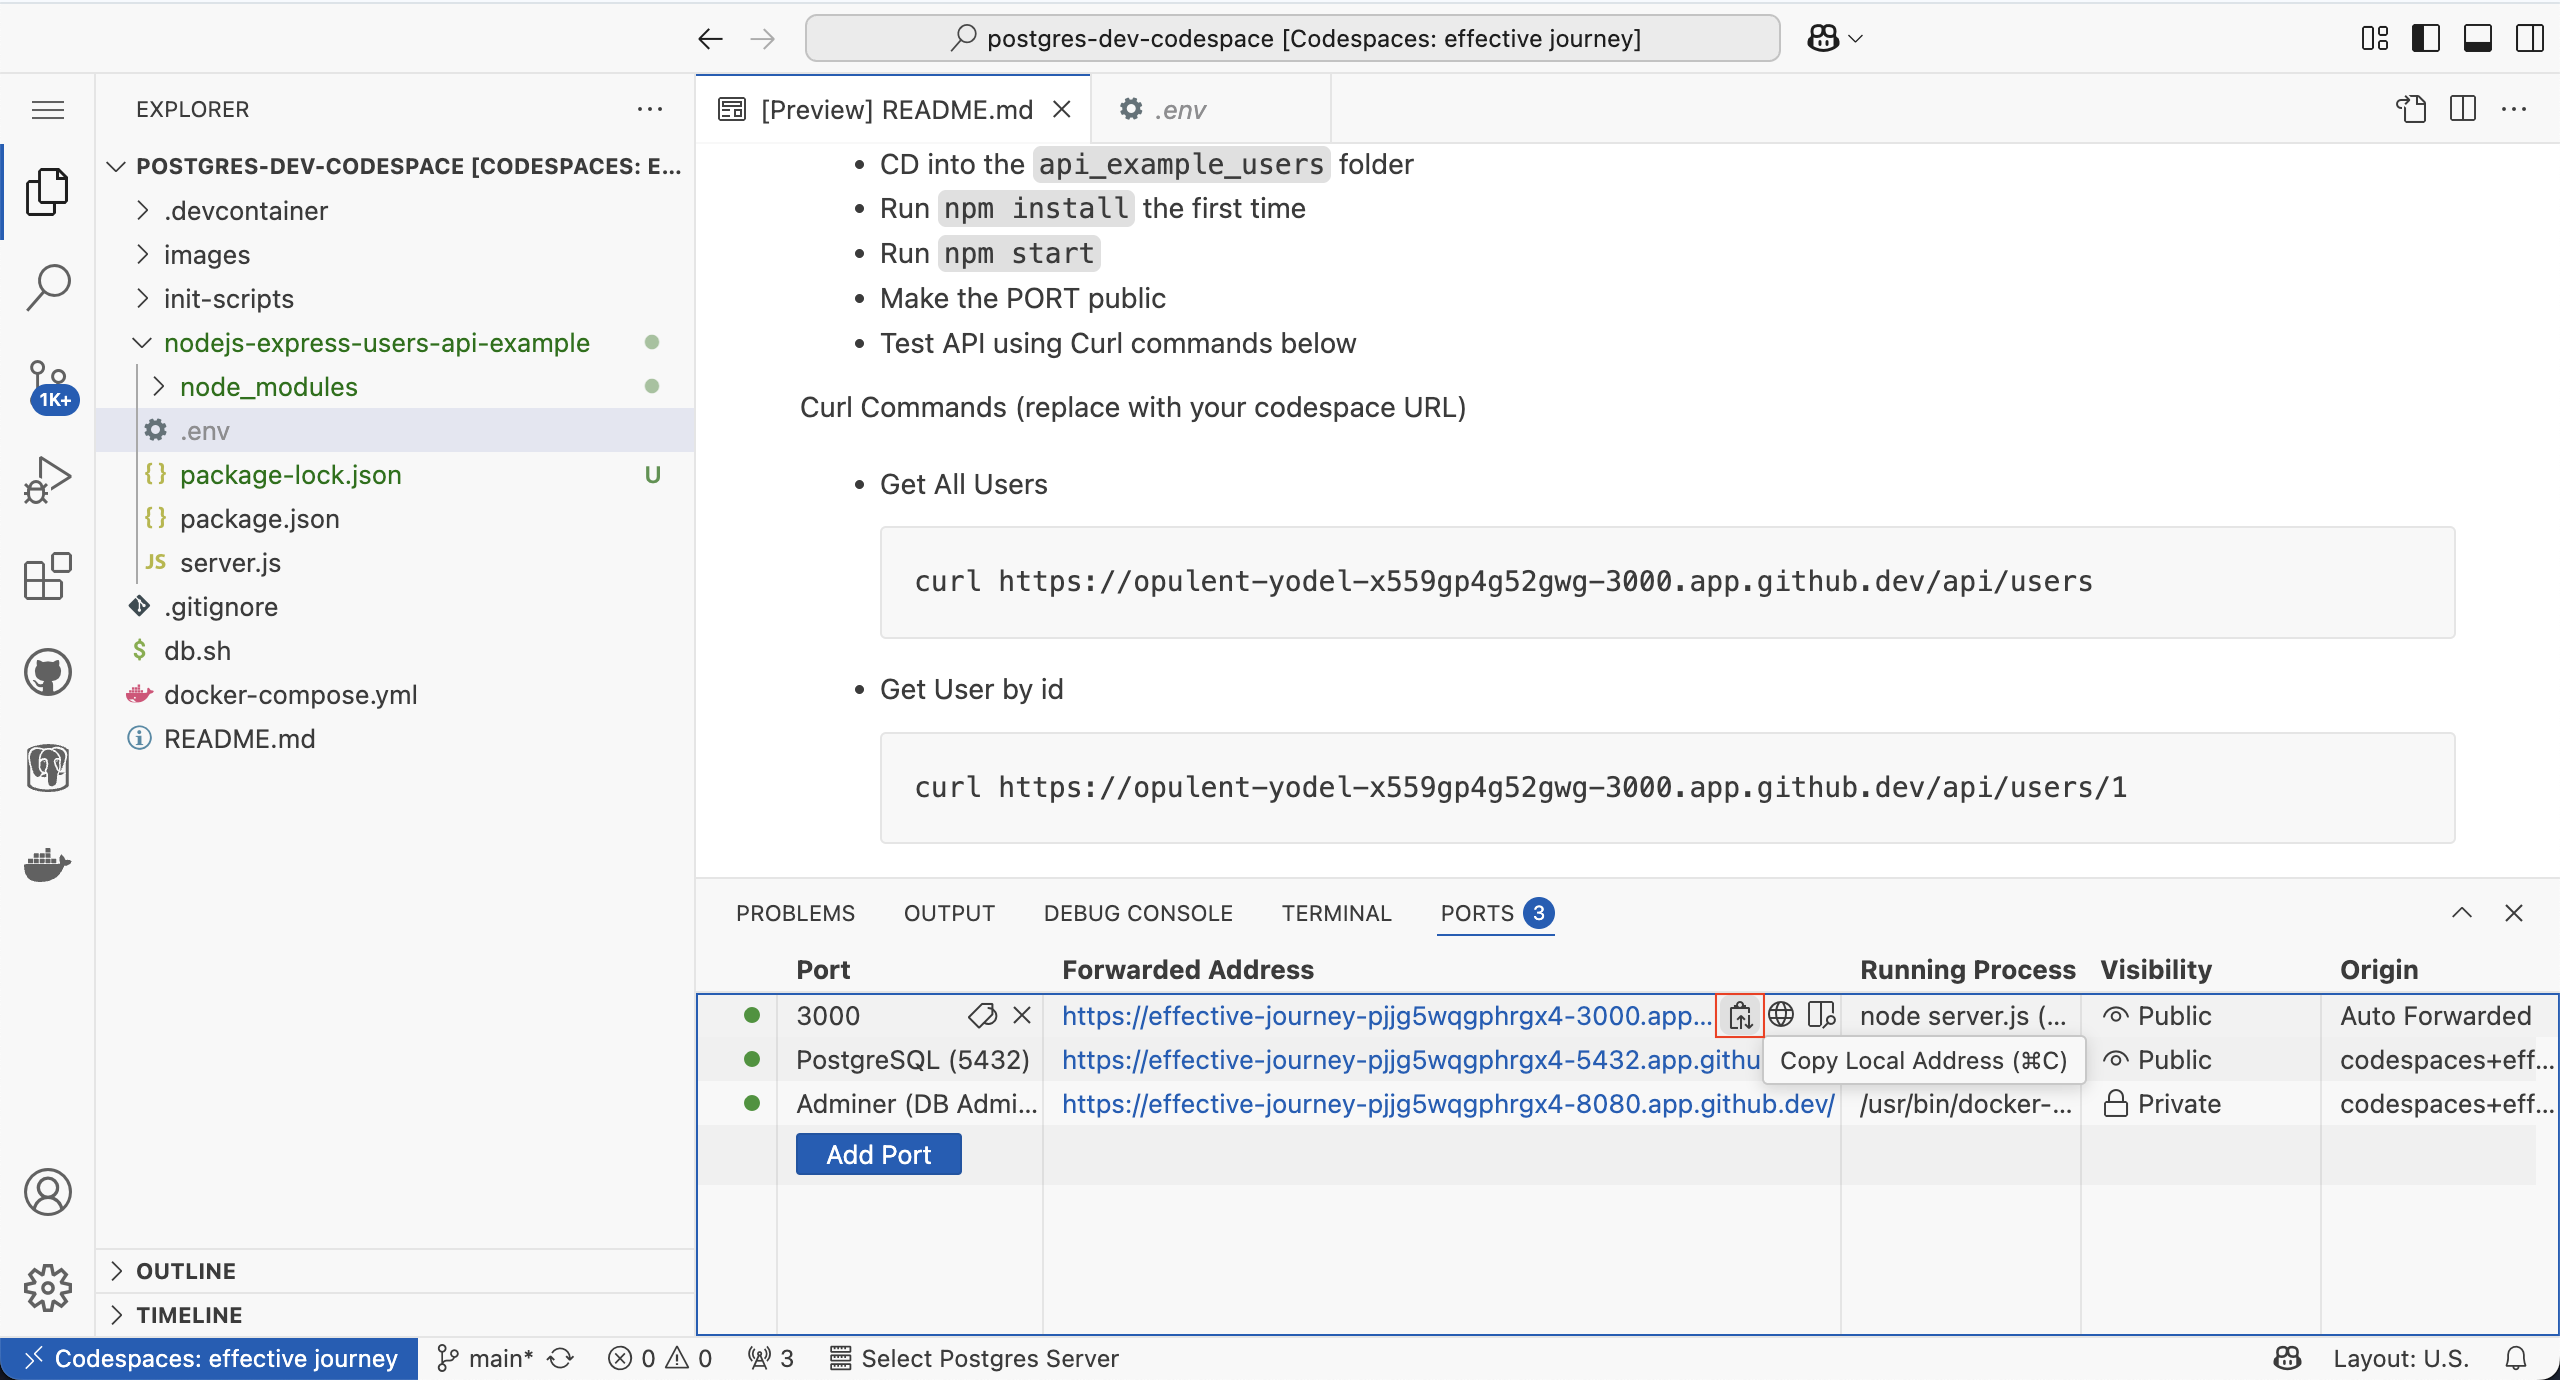 postgres-dev-codespace [Codespaces: effective journey]
EXPLORER
POSTGRES-DEV-CODESPACE [CODESPACES: E...
.devcontainer
images
init-scripts
nodejs-express-users-api-example
node_modules
.env
package-lock.json U
package.json
JS server.js
.gitignore
$ db.sh
docker-compose.yml
README.md
1K+
OUTLINE
TIMELINE
[Preview] README.md
.env
• CD into the api_example_users folder
• Run npm install the first time
• Run npm start
• Make the PORT public
• Test API using Curl commands below
Curl Commands (replace with your codespace URL)
• Get All Users
curl https://opulent-yodel-x559gp4g52gwg-3000.app.github.dev/api/users
• Get User by id
curl https://opulent-yodel-x559gp4g52gwg-3000.app.github.dev/api/users/1
PROBLEMS OUTPUT DEBUG CONSOLE TERMINAL PORTS 3
Port Forwarded Address Running Process Visibility Origin
3000 https://effective-journey-pjjg5wqgphrgx4-3000.app... node server.js (... Public Auto Forwarded
PostgreSQL (5432) https://effective-journey-pjjg5wqgphrgx4-5432.app.githu Copy Local Address (⌘C) Public codespaces+eff...
Adminer (DB Admi... https://effective-journey-pjjg5wqgphrgx4-8080.app.github.dev/ /usr/bin/docker-... Private codespaces+eff...
Add Port
Codespaces: effective journey main* 0 0 3 Select Postgres Server Layout: U.S.